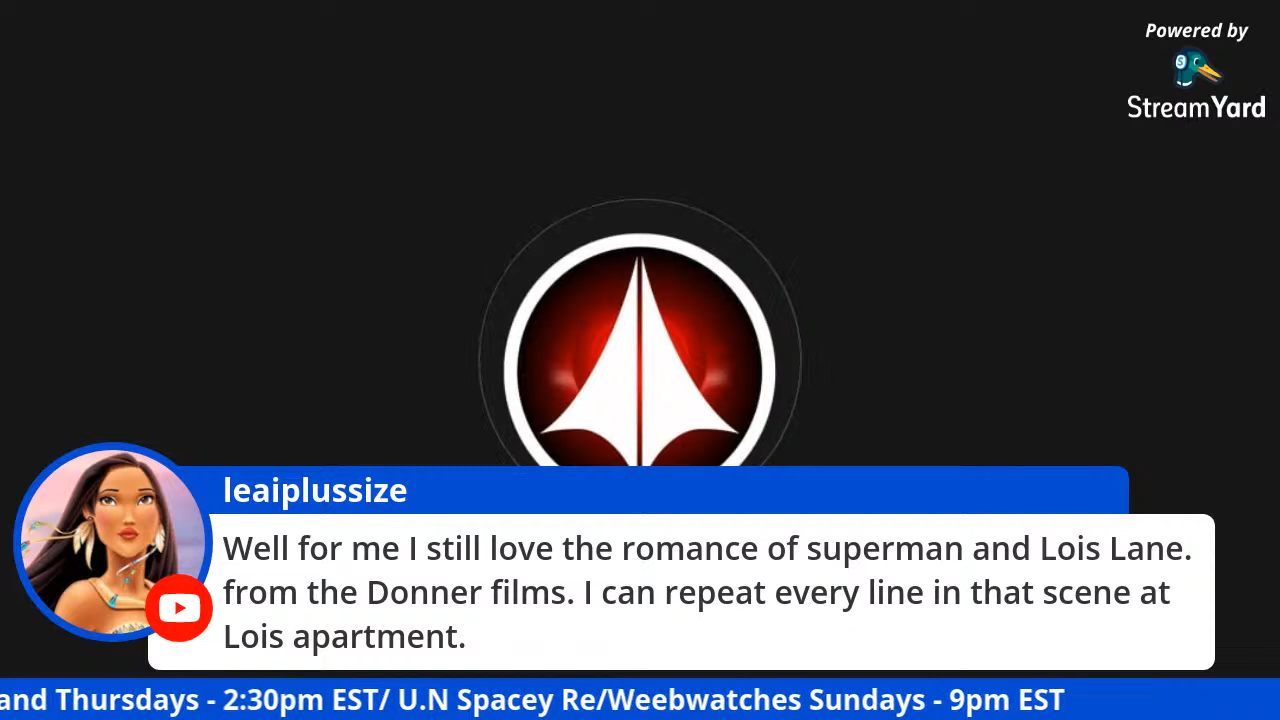 Powered by
StreamYard
leaiplussize
Well for me I still love the romance of superman and Lois Lane.
from the Donner films. I can repeat every line in that scene at
Lois apartment.
and Thursdays - 2:30pm EST/ U.N Spacey Re/Weebwatches Sundays - 9pm EST